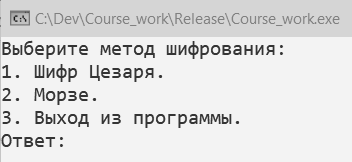 C:\Dev\Course_work\Release\Course_work.exe
Выберите метод шифрования:
1. Шифр Цезаря.
2. Морзе.
3. Выход из программы.
Ответ: